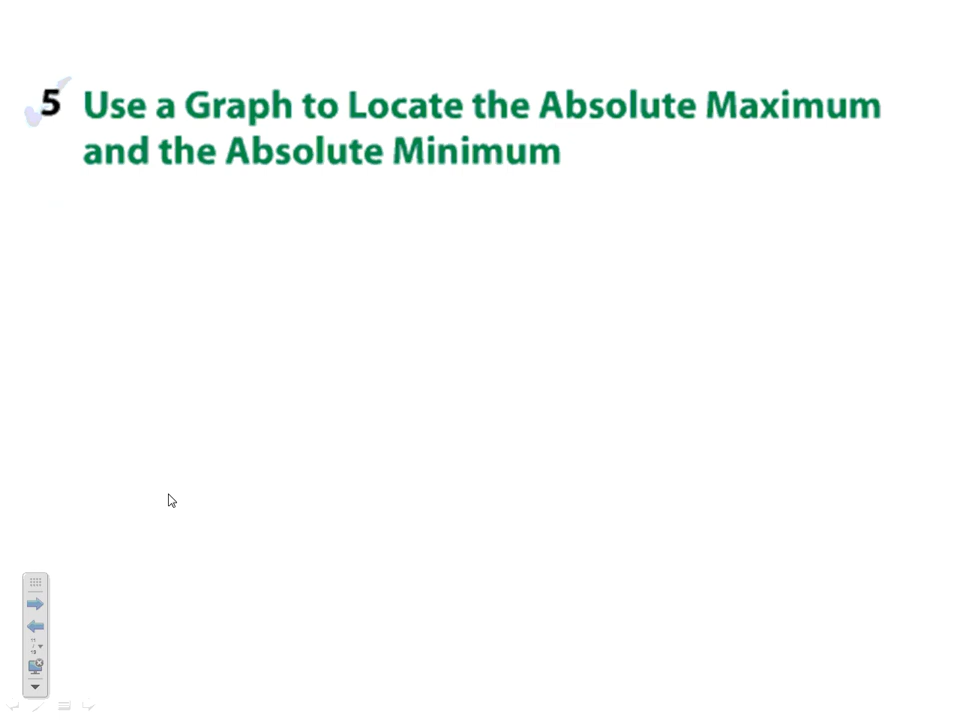 5 Use a Graph to Locate the Absolute Maximum
and the Absolute Minimum